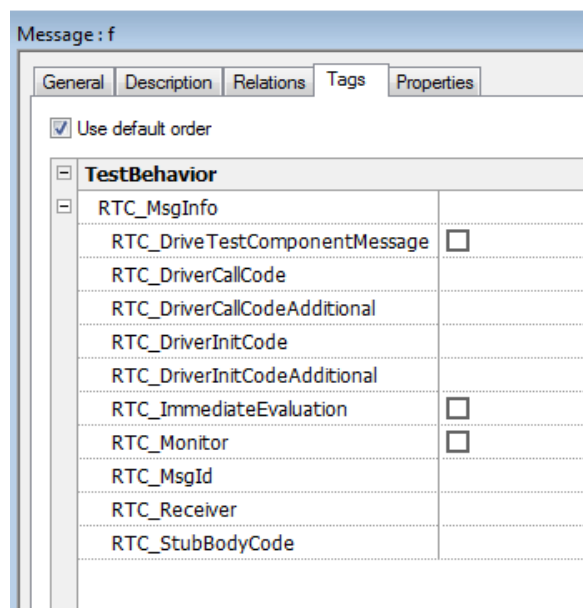 Message : f
General Description Relations Tags Properties
Use default order
TestBehavior
RTC_MsgInfo
RTC_DriveTestComponentMessage
RTC_DriverCallCode
RTC_DriverCallCodeAdditional
RTC_DriverInitCode
RTC_DriverInitCodeAdditional
RTC_ImmediateEvaluation
RTC_Monitor
RTC_MsgId
RTC_Receiver
RTC_StubBodyCode